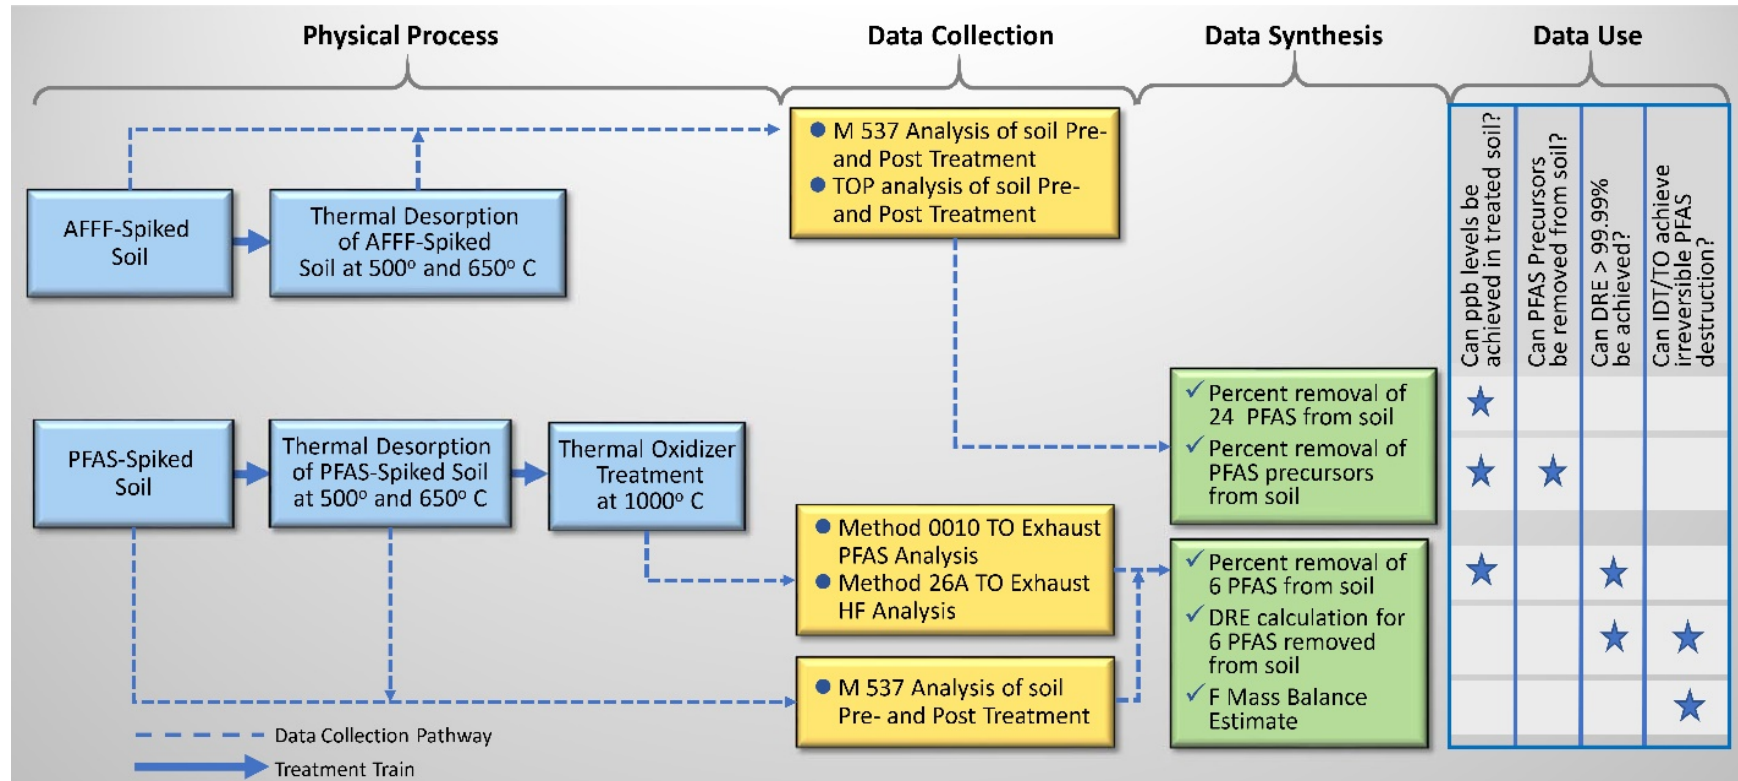 Physical Process
Data Collection
Data Synthesis
Data Use
AFFF-Spiked
Soil
Thermal Desorption
of AFFF-Spiked
Soil at 500º and 650º C
M 537 Analysis of soil Pre-
and Post Treatment
TOP analysis of soil Pre-
and Post Treatment
Can ppb levels be
achieved in treated soil?
Can PFAS Precursors
be removed from soil?
Can DRE > 99.99%
be achieved?
Can IDT/TO achieve
irreversible PFAS
destruction?
PFAS-Spiked
Soil
Thermal Desorption
of PFAS-Spiked Soil
at 500º and 650º C
Thermal Oxidizer
Treatment
at 1000º C
Method 0010 TO Exhaust
PFAS Analysis
Method 26A TO Exhaust
HF Analysis
M 537 Analysis of soil
Pre- and Post Treatment
Percent removal of
24 PFAS from soil
Percent removal of
PFAS precursors
from soil
Percent removal of
6 PFAS from soil
DRE calculation for
6 PFAS removed
from soil
F Mass Balance
Estimate
Data Collection Pathway
Treatment Train